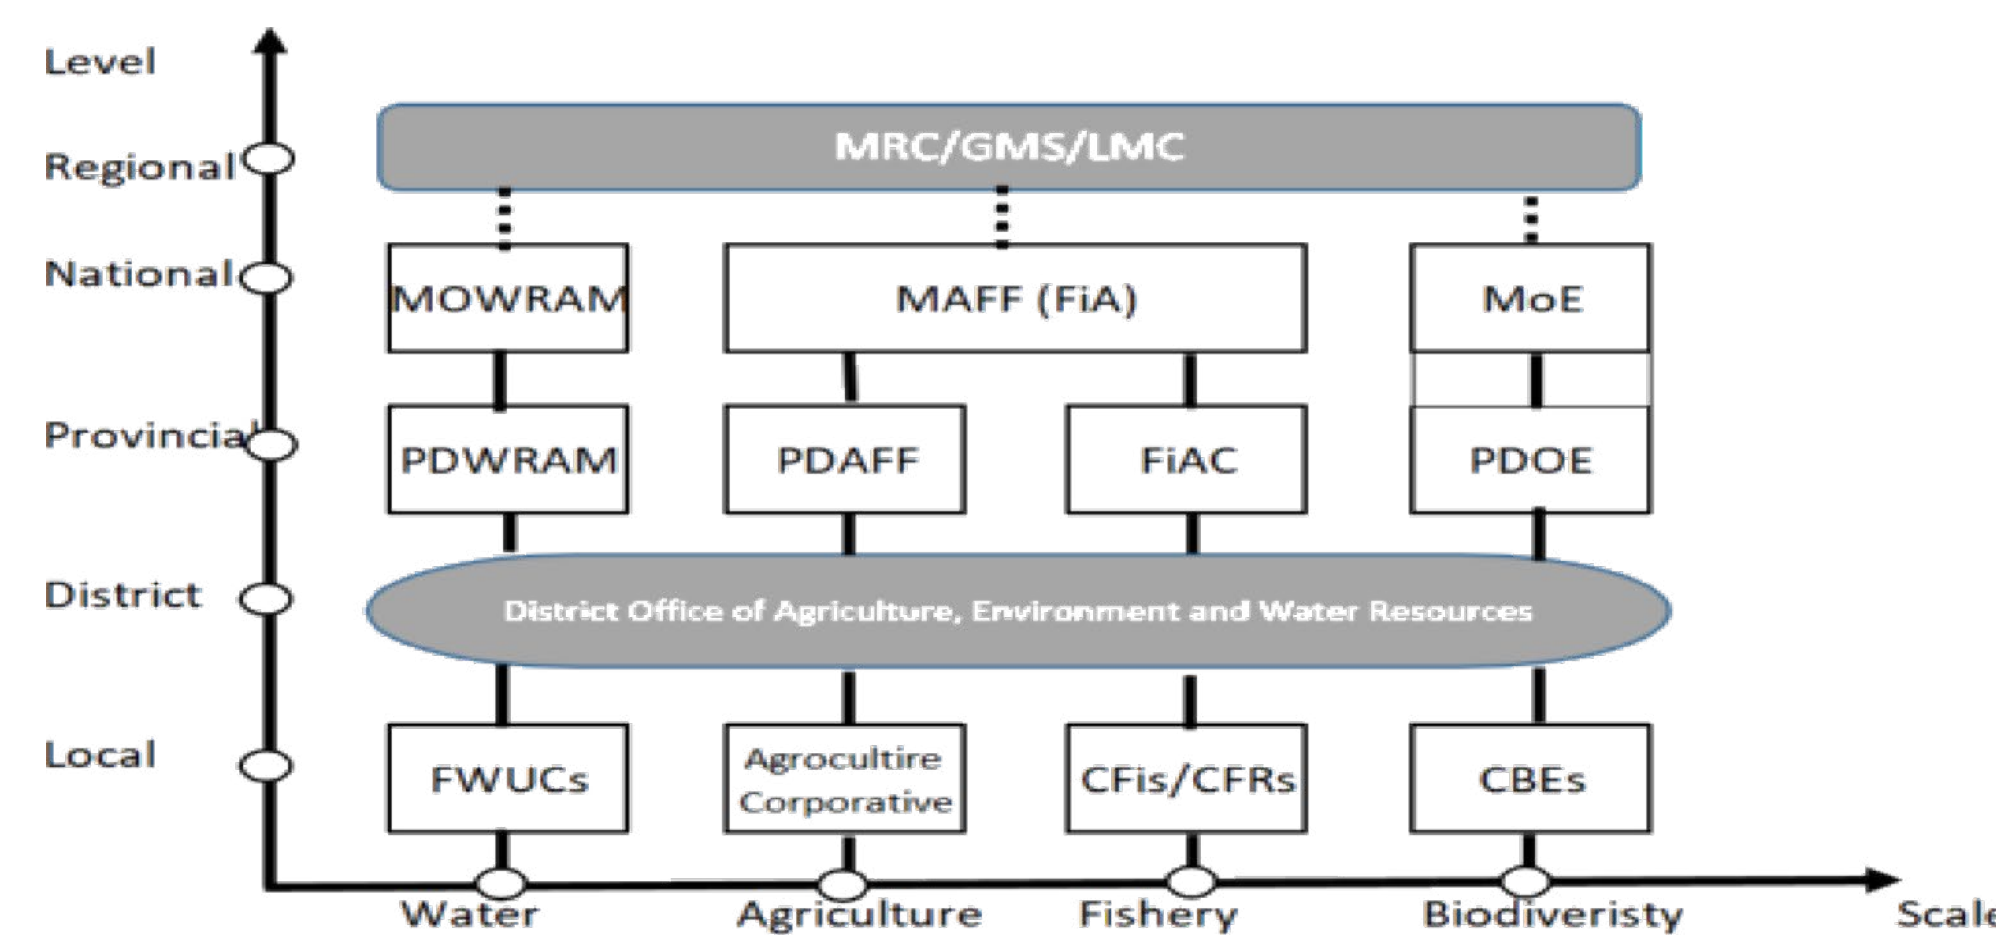 Level
MRC/GMS/LMC
Regional
National
MOWRAM
MAFF (FiA)
MoE
Provincial
PDWRAM
PDAFF
FiAC
PDOE
District
District Office of Agriculture, Environment and Water Resources
Local
FWUCs
Agrocultire
Corporative
CFis/CFRs
CBEs
Water
Agriculture
Fishery
Biodiveristy
Scale